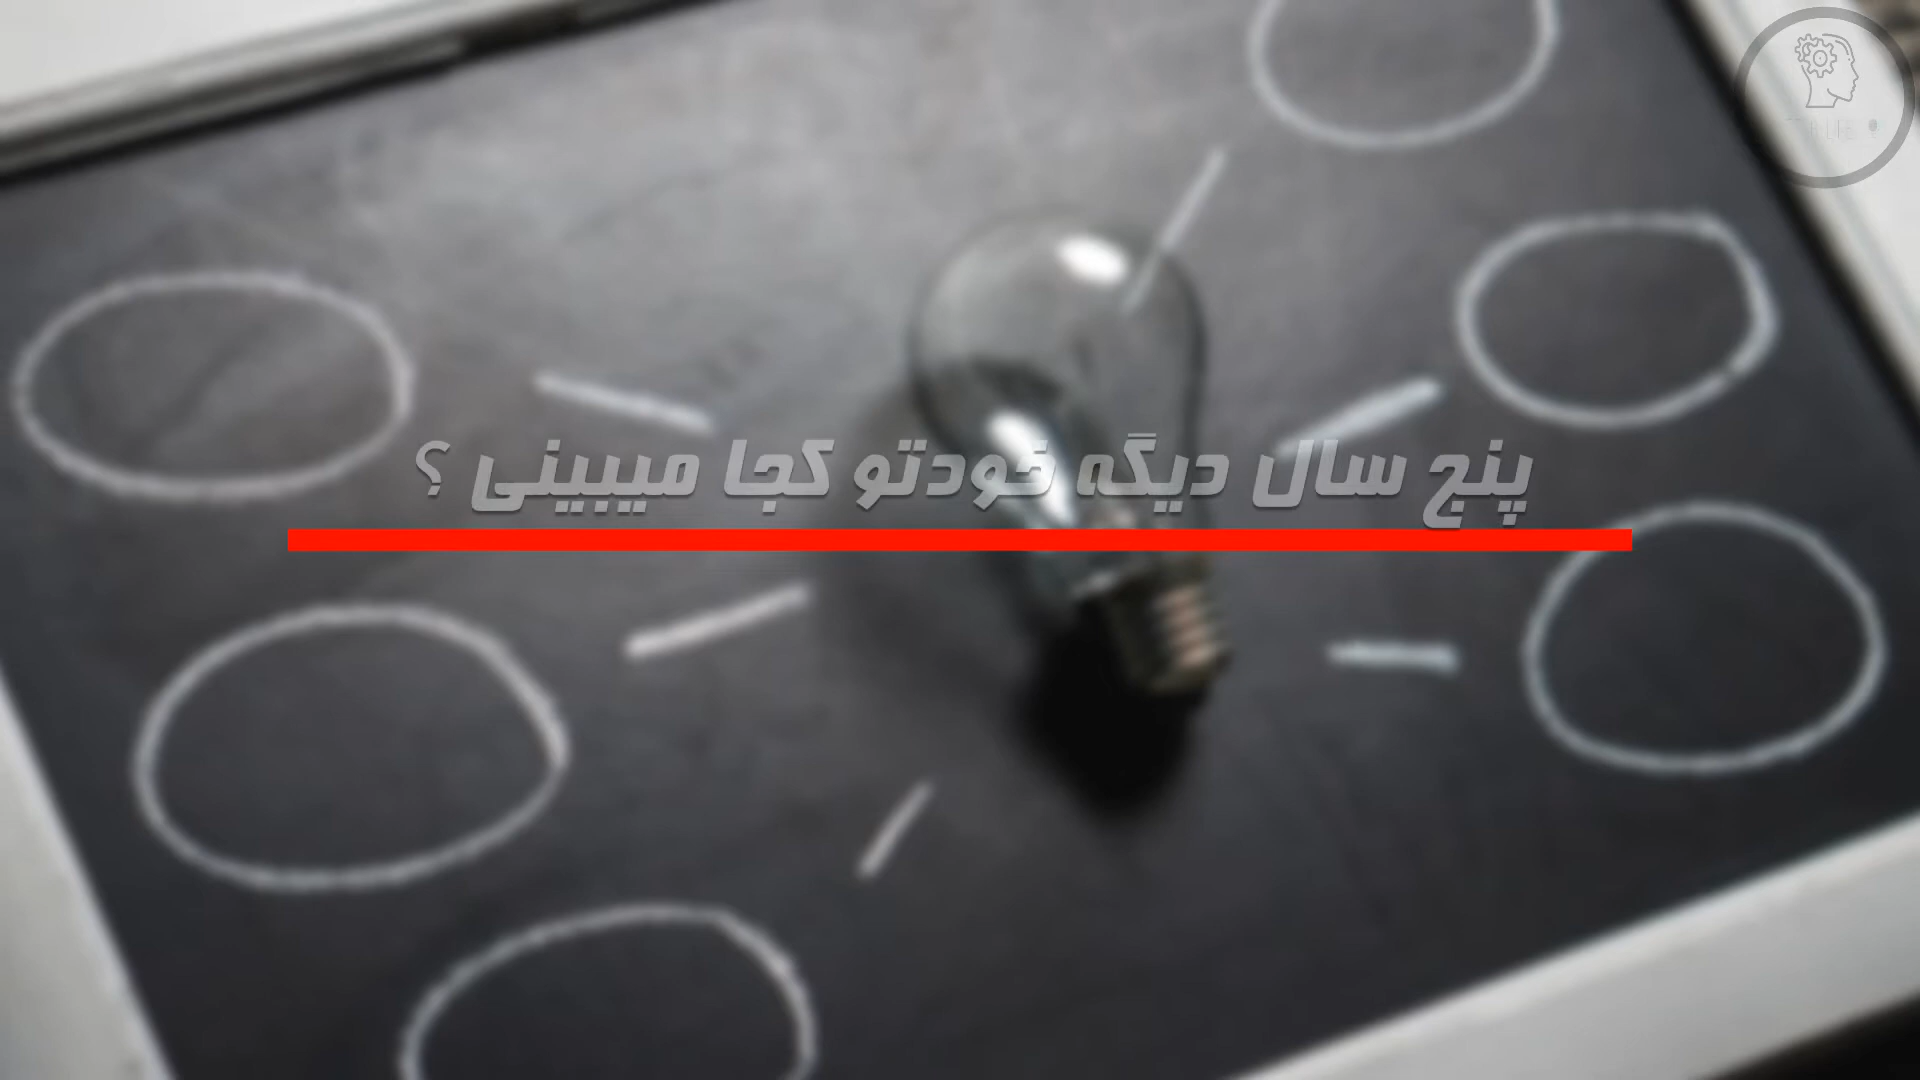 پنج سال دیگه خودتو کجا میبینی ؟